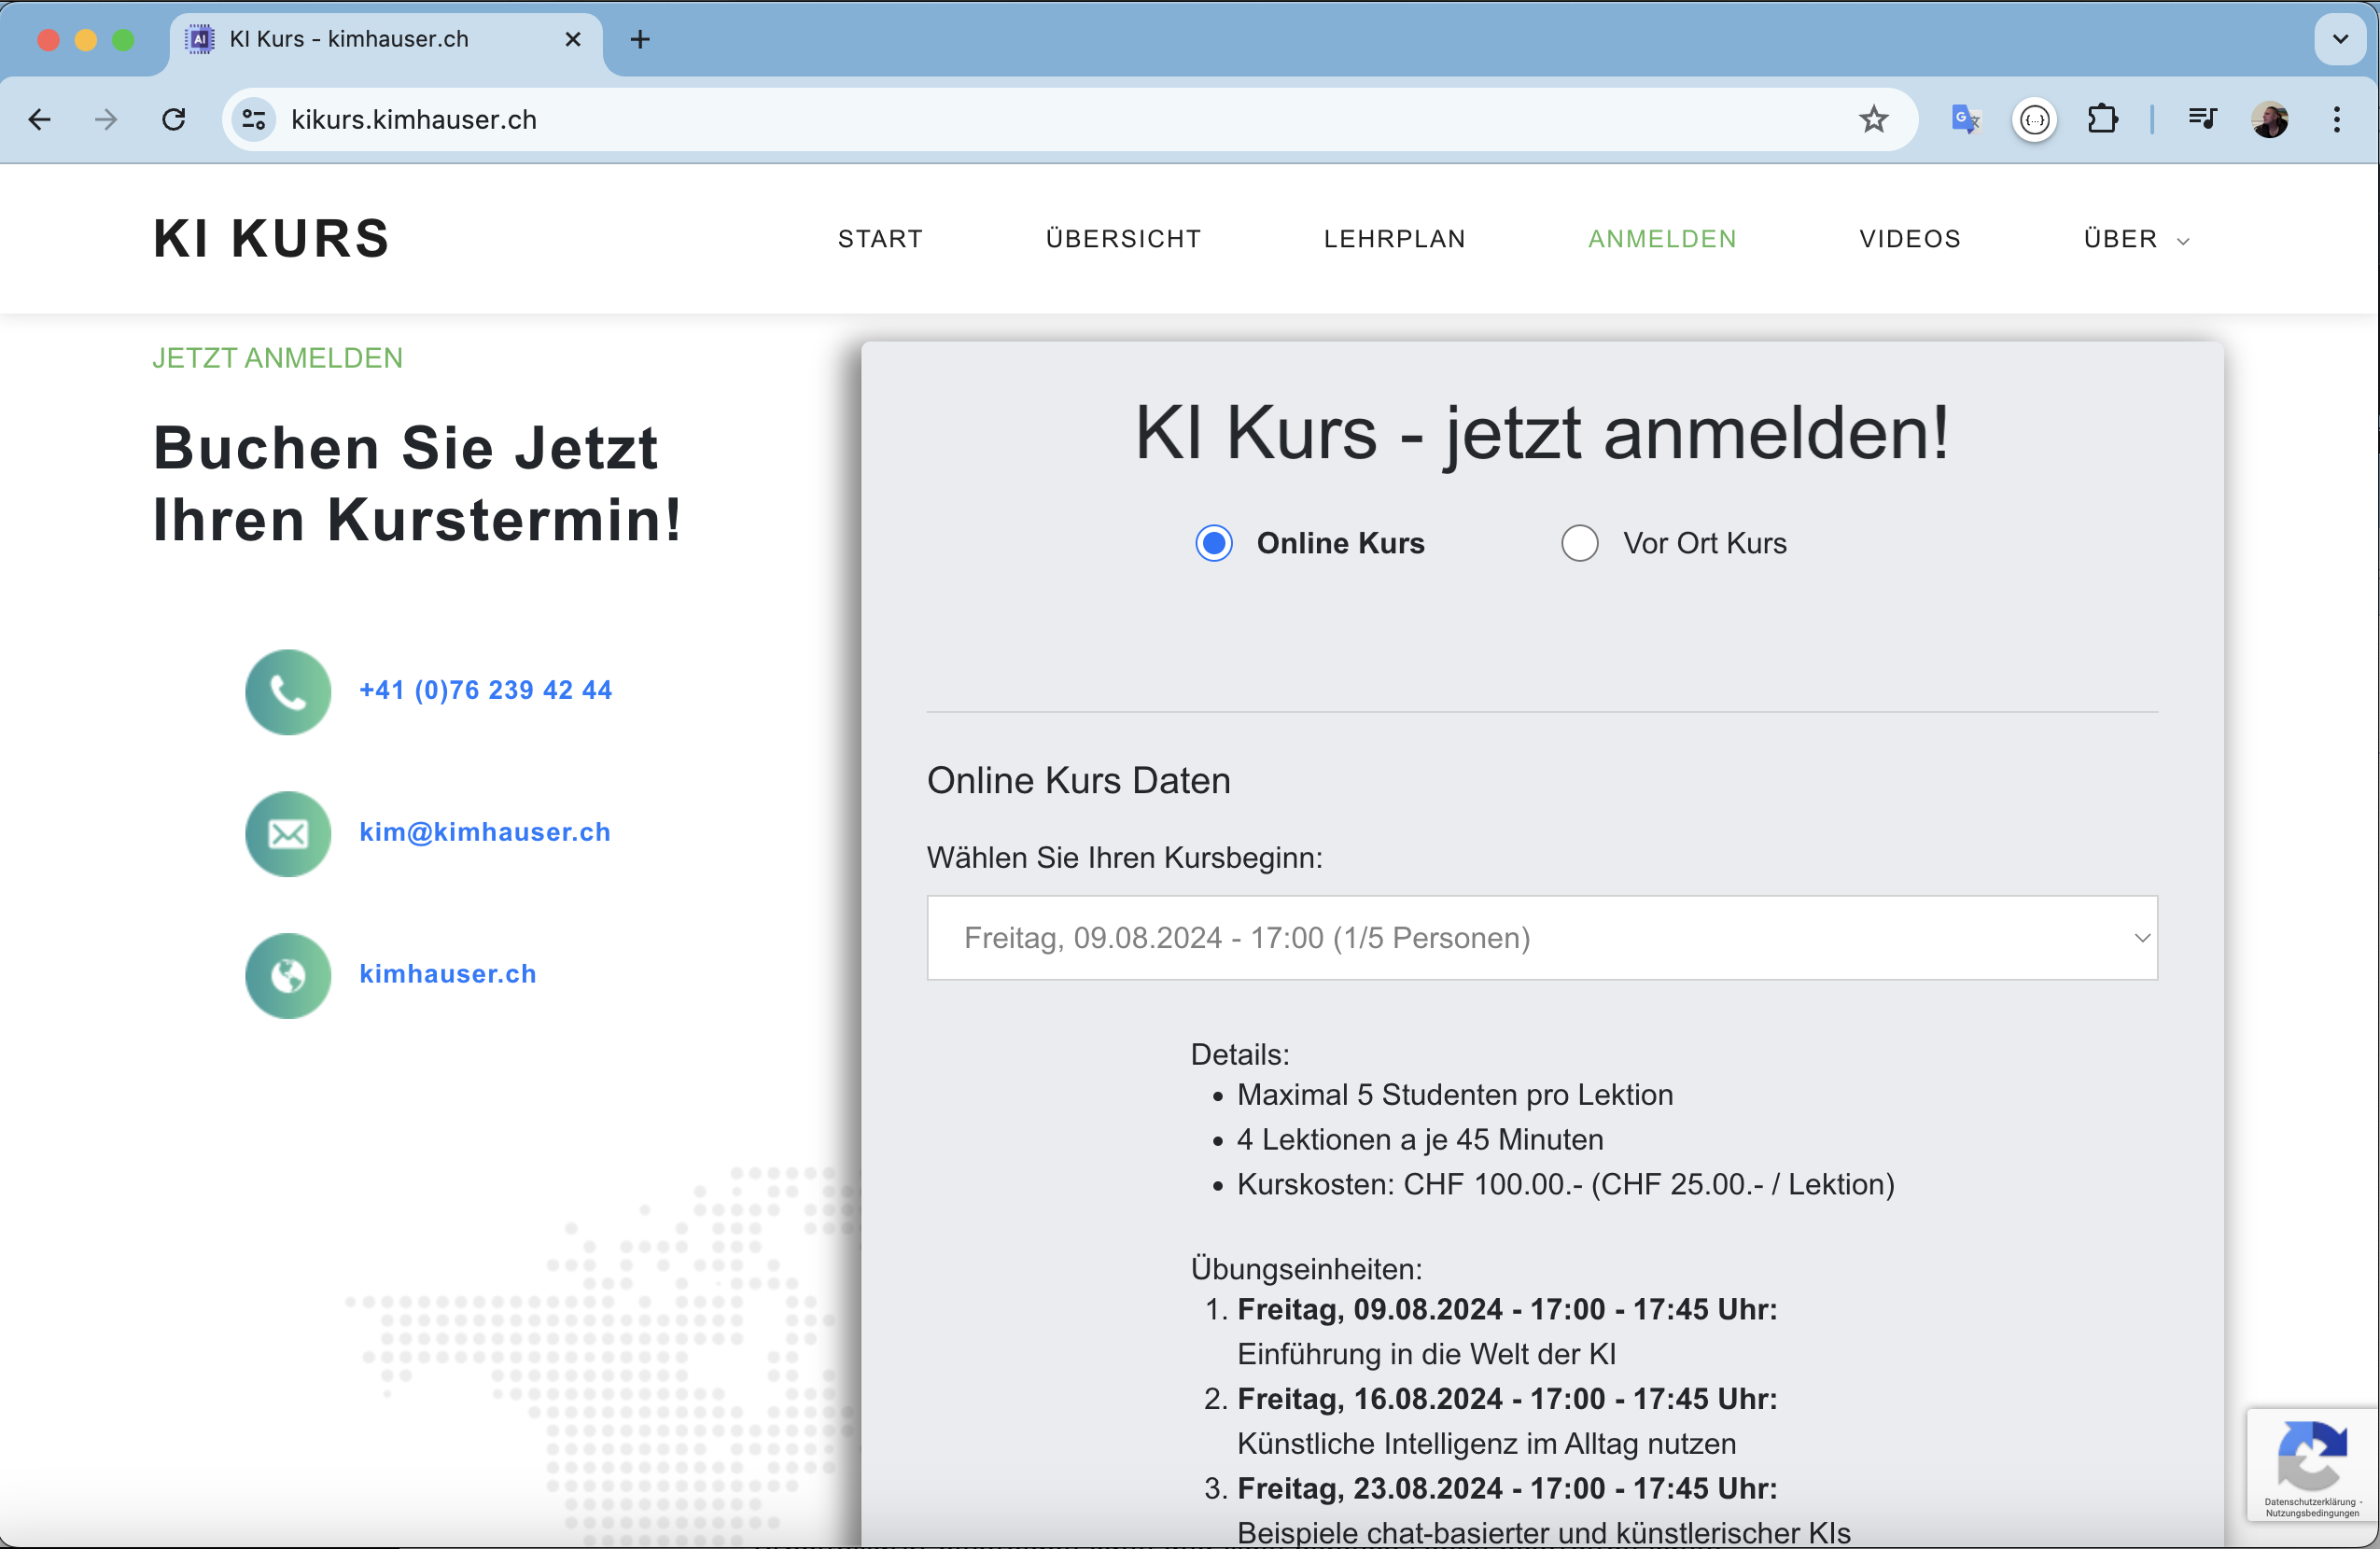 KI Kurs - kimhauser.ch
kikurs.kimhauser.ch
KI KURS
START
ÜBERSICHT
LEHRPLAN
ANMELDEN
VIDEOS
ÜBER
JETZT ANMELDEN
Buchen Sie Jetzt
Ihren Kurstermin!
+41 (0)76 239 42 44
kim@kimhauser.ch
kimhauser.ch
KI Kurs - jetzt anmelden!
Online Kurs
Vor Ort Kurs
Online Kurs Daten
Wählen Sie Ihren Kursbeginn:
Freitag, 09.08.2024 - 17:00 (1/5 Personen)
Details:
• Maximal 5 Studenten pro Lektion
• 4 Lektionen a je 45 Minuten
• Kurskosten: CHF 100.00.- (CHF 25.00.- / Lektion)
Übungseinheiten:
1. Freitag, 09.08.2024 - 17:00 - 17:45 Uhr:
Einführung in die Welt der KI
2. Freitag, 16.08.2024 - 17:00 - 17:45 Uhr:
Künstliche Intelligenz im Alltag nutzen
3. Freitag, 23.08.2024 - 17:00 - 17:45 Uhr:
Beispiele chat-basierter und künstlerischer KIs
Datenschutzerklärung -
Nutzungsbedingungen